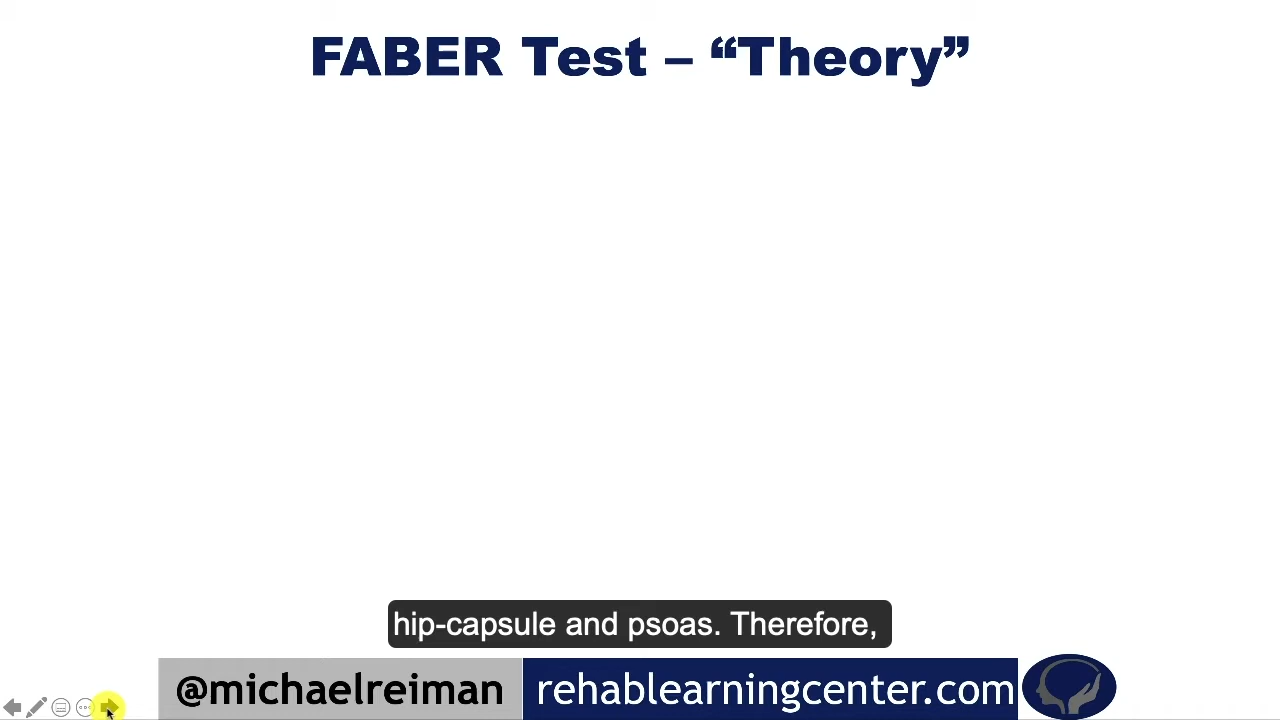 FABER Test – “Theory”
hip-capsule and psoas. Therefore,
@michaelreiman
rehablearningcenter.com